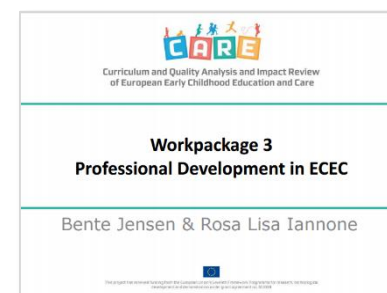 CARE
Curriculum and Quality Analysis and Impact Review
of European Early Childhood Education and Care
Workpackage 3
Professional Development in ECEC
Bente Jensen & Rosa Lisa Iannone